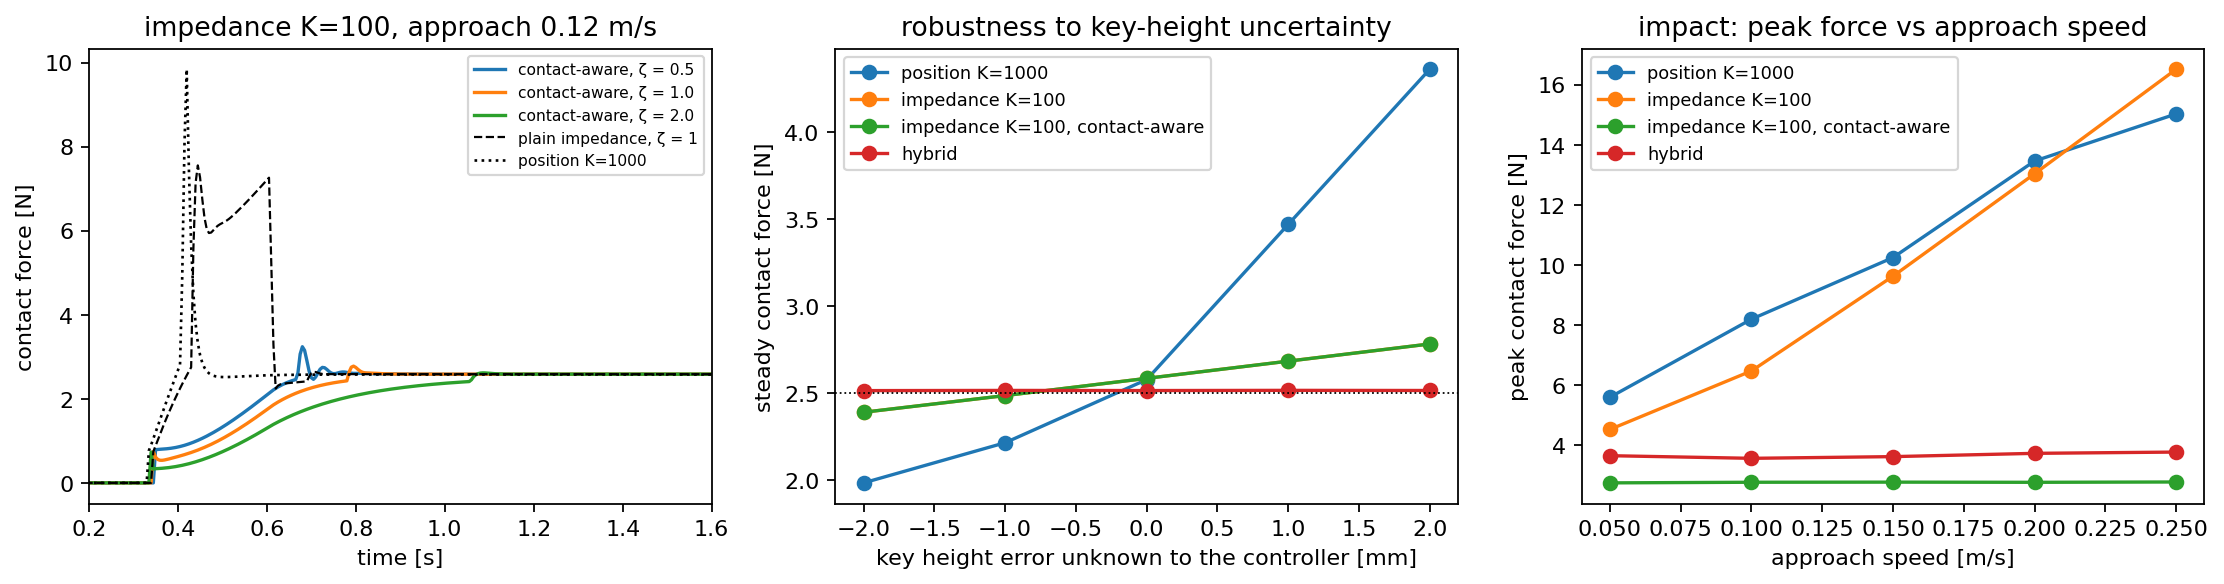 impedance K=100, approach 0.12 m/s
contact force [N]
10
8
6
4
2
0
contact-aware, ζ = 0.5
contact-aware, ζ = 1.0
contact-aware, ζ = 2.0
plain impedance, ζ = 1
position K=1000
0.2 0.4 0.6 0.8 1.0 1.2 1.4 1.6
time [s]
robustness to key-height uncertainty
steady contact force [N]
4.0
3.5
3.0
2.5
2.0
position K=1000
impedance K=100
impedance K=100, contact-aware
hybrid
−2.0 −1.5 −1.0 −0.5 0.0 0.5 1.0 1.5 2.0
key height error unknown to the controller [mm]
impact: peak force vs approach speed
peak contact force [N]
16
14
12
10
8
6
4
position K=1000
impedance K=100
impedance K=100, contact-aware
hybrid
0.050 0.075 0.100 0.125 0.150 0.175 0.200 0.225 0.250
approach speed [m/s]